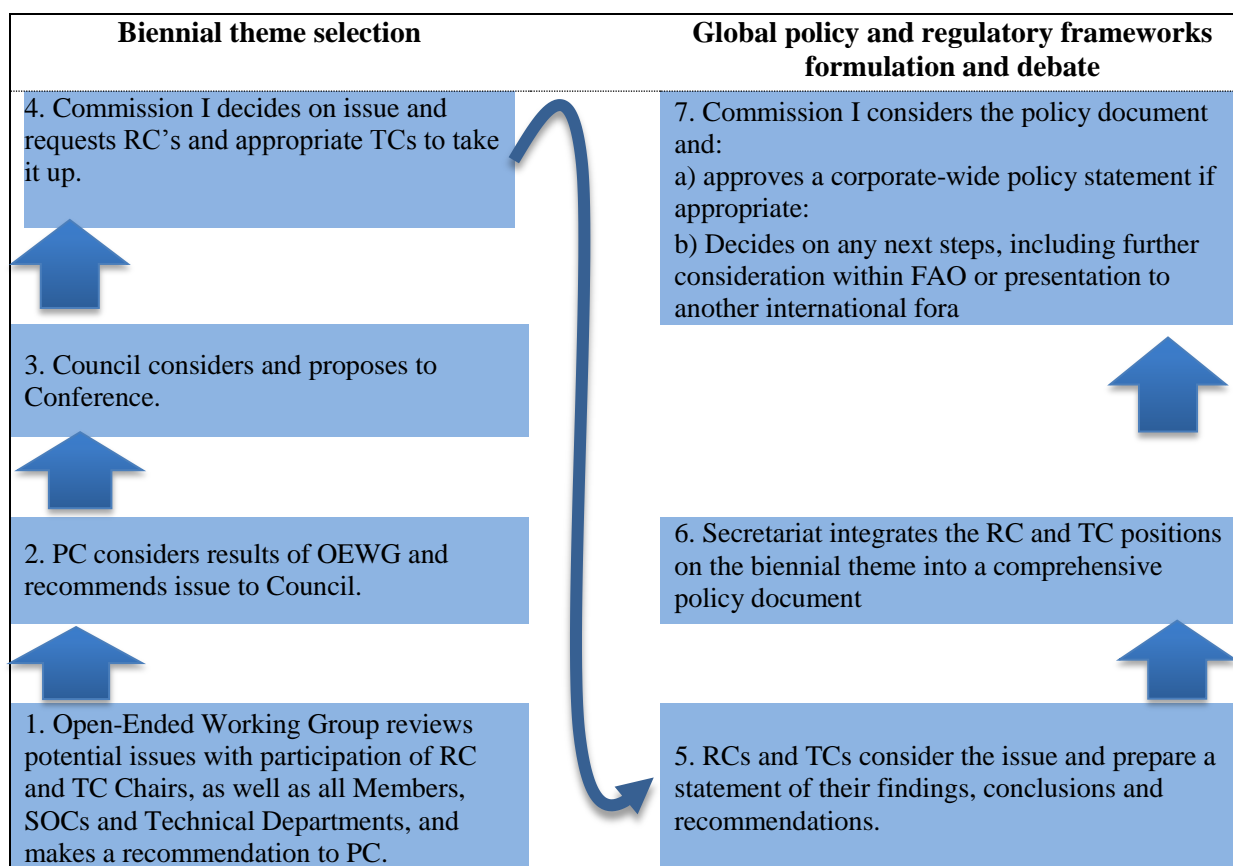 Biennial theme selection
Global policy and regulatory frameworks
formulation and debate
4. Commission I decides on issue and
requests RC's and appropriate TCs to take
it up.
3. Council considers and proposes to
Conference.
2. PC considers results of OEWG and
recommends issue to Council.
1. Open-Ended Working Group reviews
potential issues with participation of RC
and TC Chairs, as well as all Members,
SOCs and Technical Departments, and
makes a recommendation to PC.
7. Commission I considers the policy document
and:
a) approves a corporate-wide policy statement if
appropriate:
b) Decides on any next steps, including further
consideration within FAO or presentation to
another international fora
6. Secretariat integrates the RC and TC positions
on the biennial theme into a comprehensive
policy document
5. RCs and TCs consider the issue and prepare a
statement of their findings, conclusions and
recommendations.